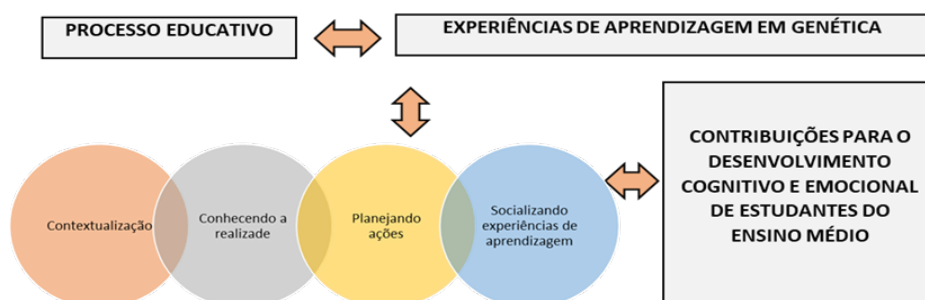 PROCESSO EDUCATIVO
EXPERIÊNCIAS DE APRENDIZAGEM EM GENÉTICA
Contextualização
Conhecendo a
realizade
Planejando
ações
Socializando
experiências de
aprendizagem
CONTRIBUIÇÕES PARA O
DESENVOLVIMENTO
COGNITIVO E EMOCIONAL
DE ESTUDANTES DO
ENSINO MÉDIO